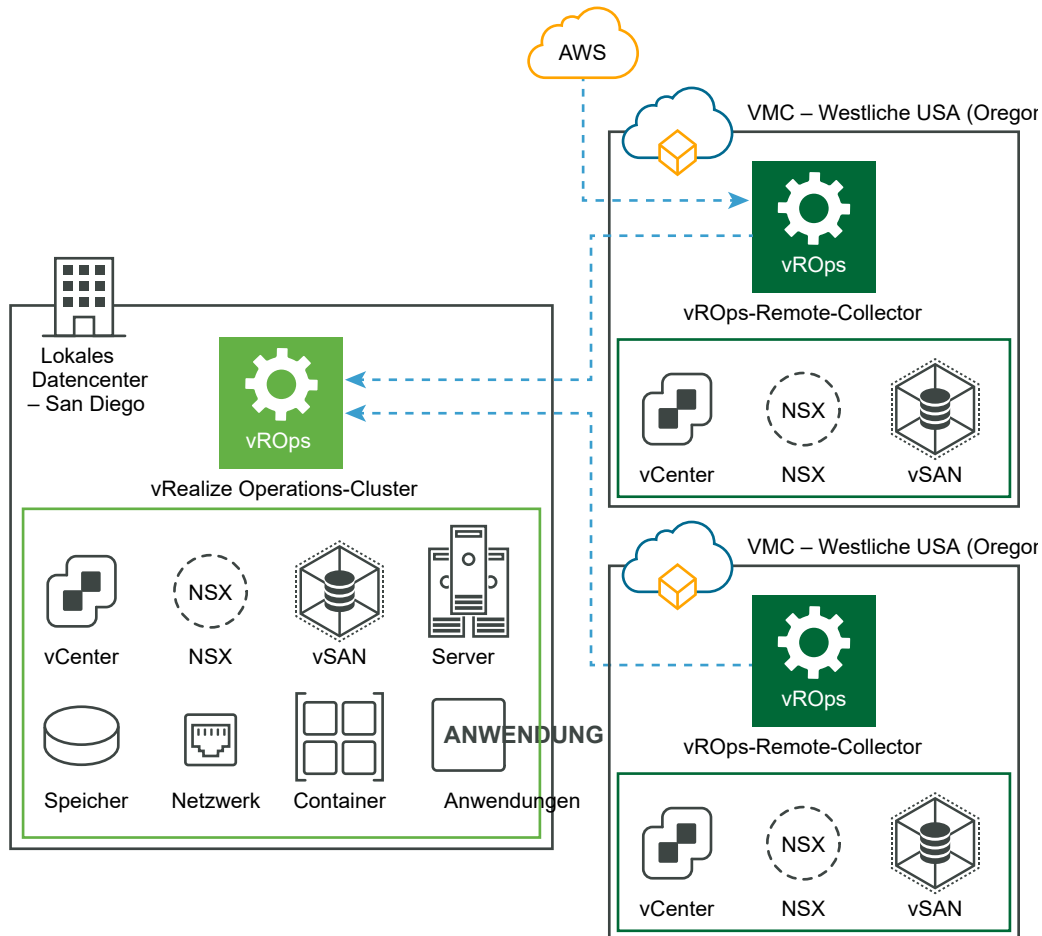 AWS
VMC – Westliche USA (Oregon
vROps
vROps-Remote-Collector
NSX
vCenter
NSX
vSAN
Lokales
Datencenter
– San Diego
vROps
vRealize Operations-Cluster
NSX
vCenter
NSX
vSAN
Server
ANWENDUNG
Speicher
Netzwerk
Container
Anwendungen
VMC – Westliche USA (Oregon
vROps
vROps-Remote-Collector
NSX
vCenter
NSX
vSAN